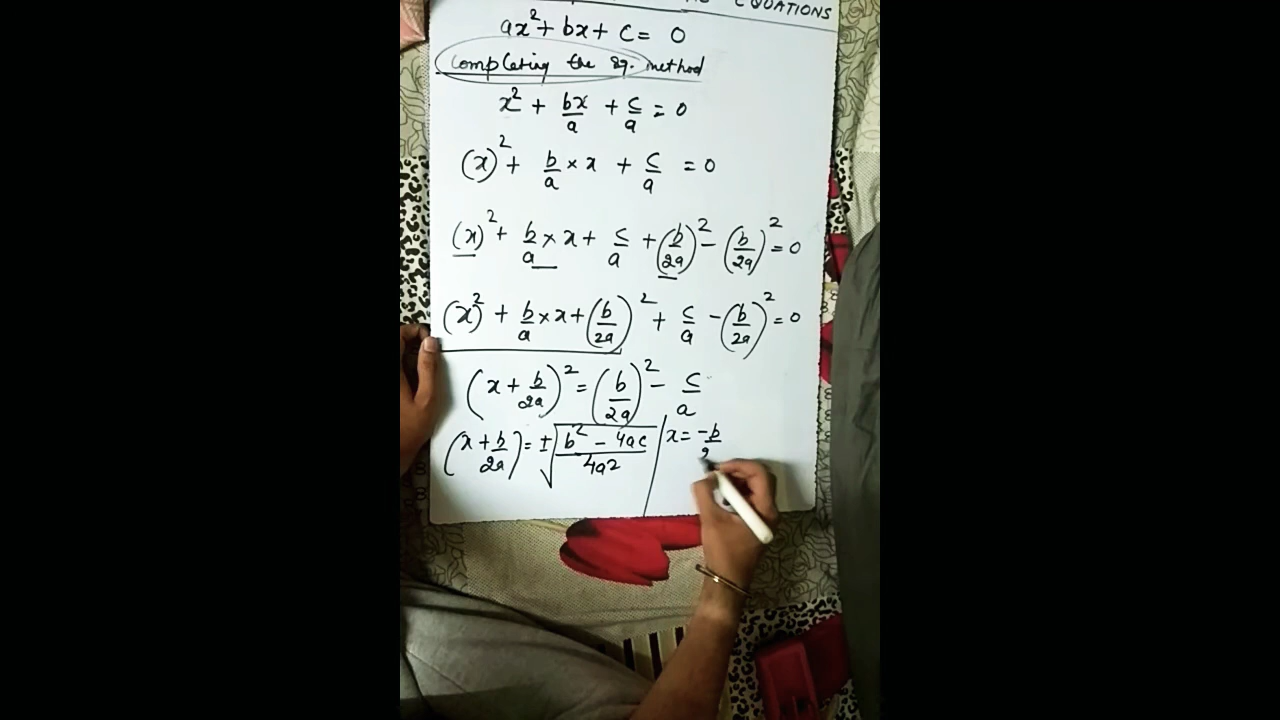 EQUATIONS
ax² + bx + c = 0
Completing the sq. method
x² + bx/a + c/a = 0
(x)² + b/a × x + c/a = 0
(x)² + b/a × x + c/a + (b/2a)² - (b/2a)² = 0
(x)² + b/a × x + (b/2a)² + c/a - (b/2a)² = 0
(x + b/2a)² = (b/2a)² - c/a
(x + b/2a) = ± √(b² - 4ac/4a²)
x = -b/2